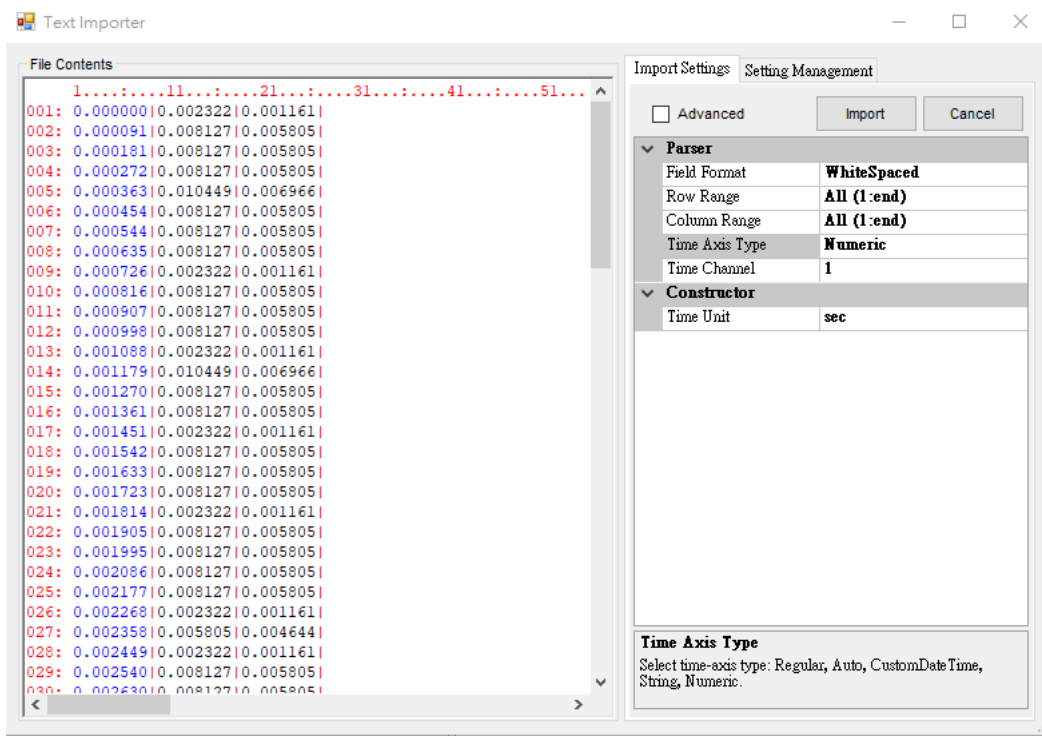 Text Importer
File Contents
1....:....11...:....21...:....31...:....41...:....51...
001: 0.000000|0.002322|0.001161|
002: 0.000091|0.008127|0.005805|
003: 0.000181|0.008127|0.005805|
004: 0.000272|0.008127|0.005805|
005: 0.000363|0.010449|0.006966|
006: 0.000454|0.008127|0.005805|
007: 0.000544|0.008127|0.005805|
008: 0.000635|0.008127|0.005805|
009: 0.000726|0.002322|0.001161|
010: 0.000816|0.008127|0.005805|
011: 0.000907|0.008127|0.005805|
012: 0.000998|0.008127|0.005805|
013: 0.001088|0.002322|0.001161|
014: 0.001179|0.010449|0.006966|
015: 0.001270|0.008127|0.005805|
016: 0.001361|0.008127|0.005805|
017: 0.001451|0.002322|0.001161|
018: 0.001542|0.008127|0.005805|
019: 0.001633|0.008127|0.005805|
020: 0.001723|0.008127|0.005805|
021: 0.001814|0.002322|0.001161|
022: 0.001905|0.008127|0.005805|
023: 0.001995|0.008127|0.005805|
024: 0.002086|0.008127|0.005805|
025: 0.002177|0.008127|0.005805|
026: 0.002268|0.002322|0.001161|
027: 0.002358|0.005805|0.004644|
028: 0.002449|0.002322|0.001161|
029: 0.002540|0.008127|0.005805|
030: 0.002630|0.008127|0.005805|
Import Settings Setting Management
Advanced Import Cancel
Parser
Field Format WhiteSpaced
Row Range All (1:end)
Column Range All (1:end)
Time Axis Type Numeric
Time Channel 1
Constructor
Time Unit sec
Time Axis Type
Select time-axis type: Regular, Auto, CustomDateTime,
String, Numeric.